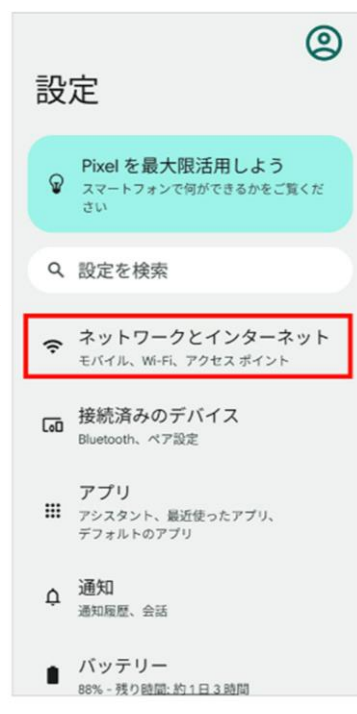 設定
Pixel を最大限活用しよう
スマートフォンで何ができるかをご覧くだ
さい
設定を検索
ネットワークとインターネット
モバイル、Wi-Fi、アクセス ポイント
接続済みのデバイス
Bluetooth、ペア設定
アプリ
アシスタント、最近使ったアプリ、
デフォルトのアプリ
通知
通知履歴、会話
バッテリー
88% - 残り時間: 約 1 日 3 時間